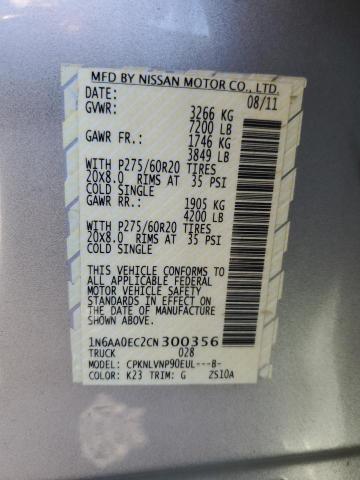 MFD BY NISSAN MOTOR CO., LTD.
DATE: 08/11
GVWR: 3266 KG
7200 LB
GAWR FR.: 1746 KG
3849 LB
WITH P275/60R20 TIRES
20X8.0 RIMS AT 35 PSI
COLD SINGLE
GAWR RR.: 1905 KG
4200 LB
WITH P275/60R20 TIRES
20X8.0 RIMS AT 35 PSI
COLD SINGLE
THIS VEHICLE CONFORMS TO
ALL APPLICABLE FEDERAL
MOTOR VEHICLE SAFETY
STANDARDS IN EFFECT ON
THE DATE OF MANUFACTURE
SHOWN ABOVE.
1N6AA0EC2CN300356
TRUCK 028
MODEL: CPKNLVNP90EUL---B-
COLOR: K23 TRIM: G ZS10A